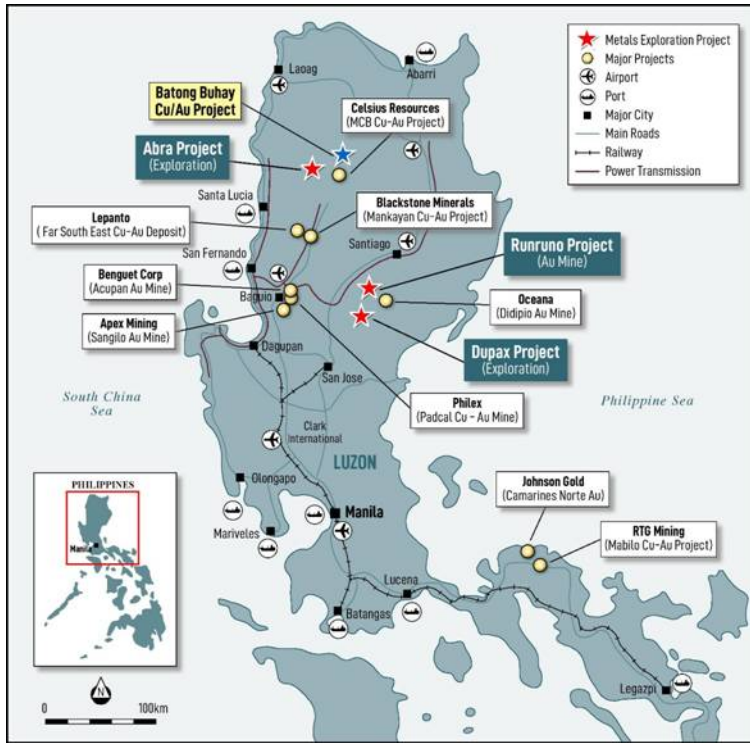 Metals Exploration Project
Major Projects
Airport
Port
Major City
Main Roads
Railway
Power Transmission
Laoag
Abarri
Batong Buhay
Cu/Au Project
Celsius Resources
(MCB Cu-Au Project)
Abra Project
(Exploration)
Santa Lucia
Blackstone Minerals
(Mankayan Cu-Au Project)
Lepanto
( Far South East Cu-Au Deposit)
Santiago
Runruno Project
(Au Mine)
San Fernando
Benguet Corp
(Acupan Au Mine)
Baguio
Oceana
(Didipio Au Mine)
Apex Mining
(Sangilo Au Mine)
Dupax Project
(Exploration)
Dagupan
San Jose
Philex
(Padcal Cu - Au Mine)
South China
Sea
Philippine Sea
Clark
International
LUZON
Olongapo
Johnson Gold
(Camarines Norte Au)
PHILIPPINES
Manila
Manila
Mariveles
RTG Mining
(Mabilo Cu-Au Project)
Lucena
Batangas
Legazpi
N
0 100km